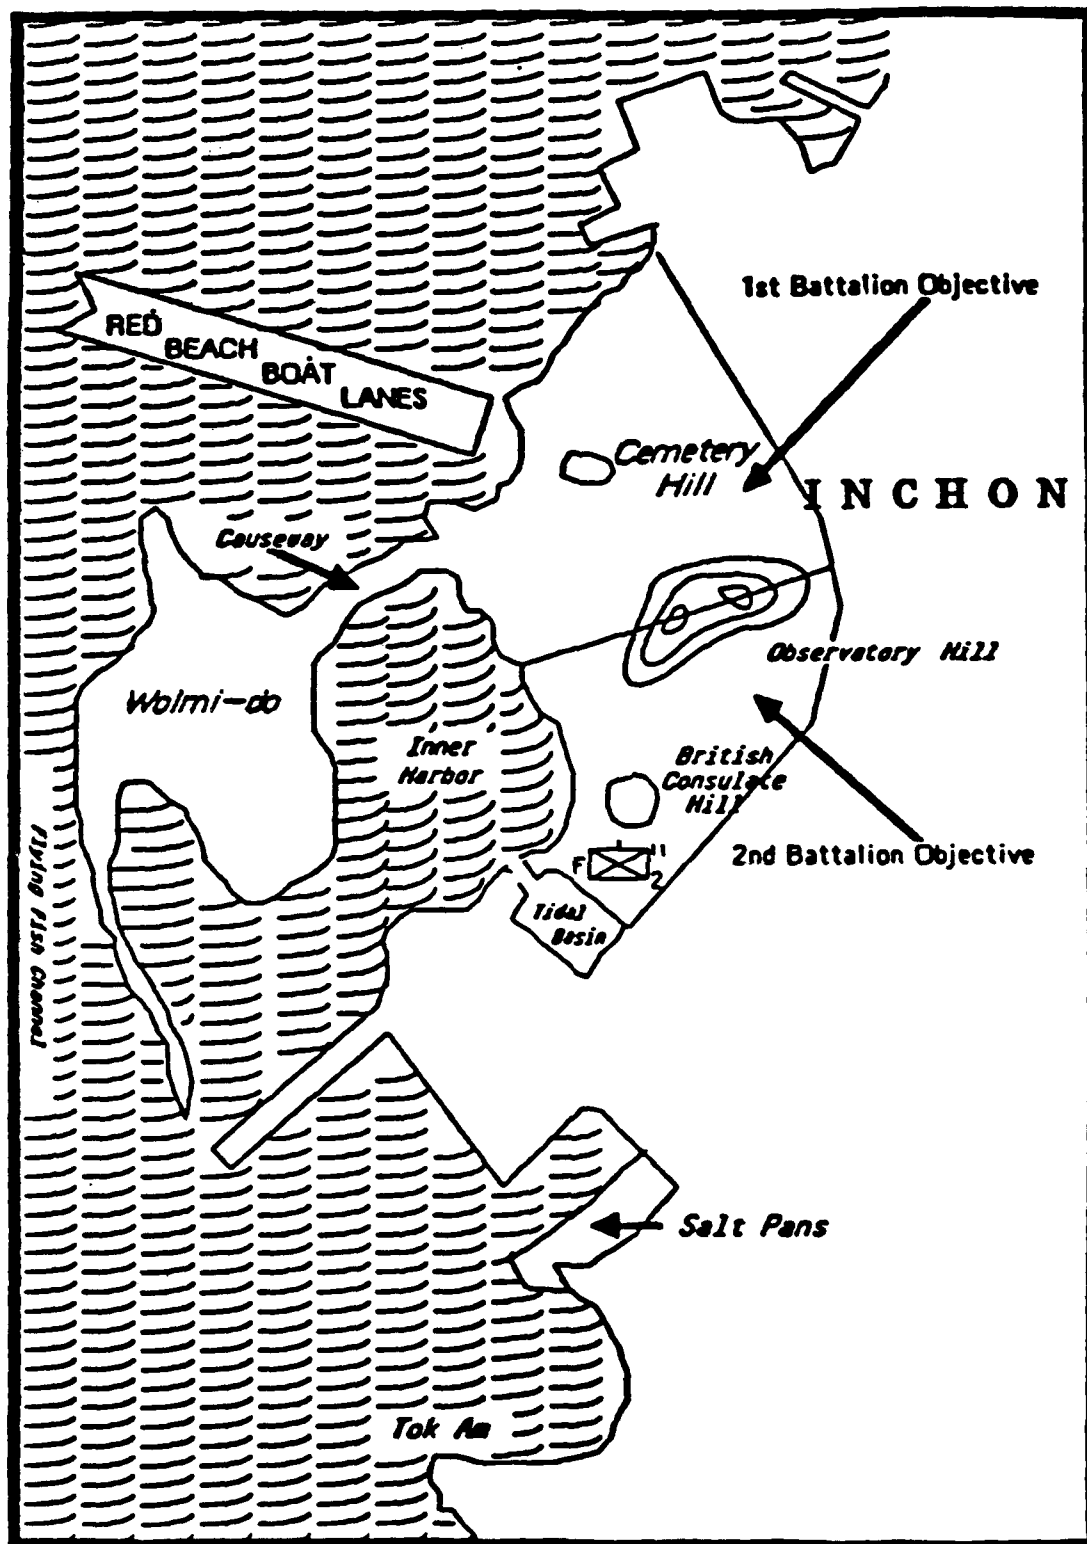 1st Battalion Objective
RED
BEACH
BOAT
LANES
Cemetery
Hill
INCHON
Causeway
Observatory Hill
Wolmi-do
Inner
Harbor
British
Consulate
Hill
F 11
2
2nd Battalion Objective
Tidal
Basin
Flying Fish Channel
Salt Pans
Tok Am